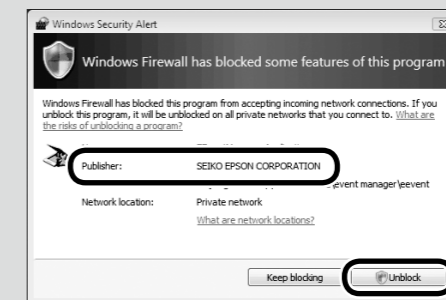 Windows Security Alert
Windows Firewall has blocked some features of this program
Windows Firewall has blocked this program from accepting incoming network connections. If you
unblock this program, it will be unblocked on all private networks that you connect to. What are
the risks of unblocking a program?
Publisher: SEIKO EPSON CORPORATION
event manager\eevent
Network location: Private network
What are network locations?
Keep blocking Unblock